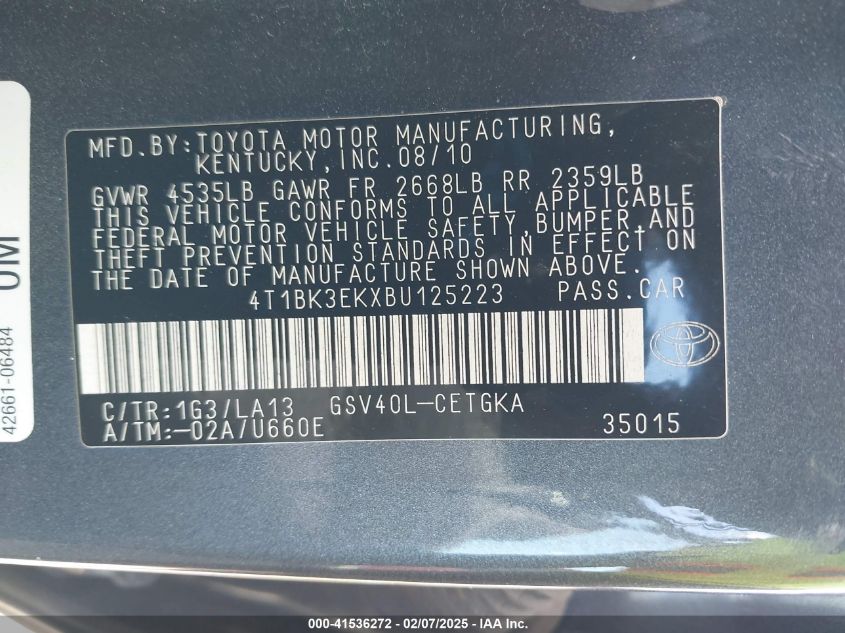 MFD.BY:TOYOTA MOTOR MANUFACTURING,
KENTUCKY,INC.08/10
GVWR 4535LB GAWR FR 2668LB RR 2359LB
THIS VEHICLE CONFORMS TO ALL APPLICABLE
FEDERAL MOTOR VEHICLE SAFETY,BUMPER,AND
THEFT PREVENTION STANDARDS IN EFFECT ON
THE DATE OF MANUFACTURE SHOWN ABOVE.
4T1BK3EKXBU125223 PASS.CAR
C/TR:1G3/LA13 GSV40L-CETGKA
A/TM:-02A/U660E 35015
42661-06484
000-41536272 — 02/07/2025 — IAA Inc.